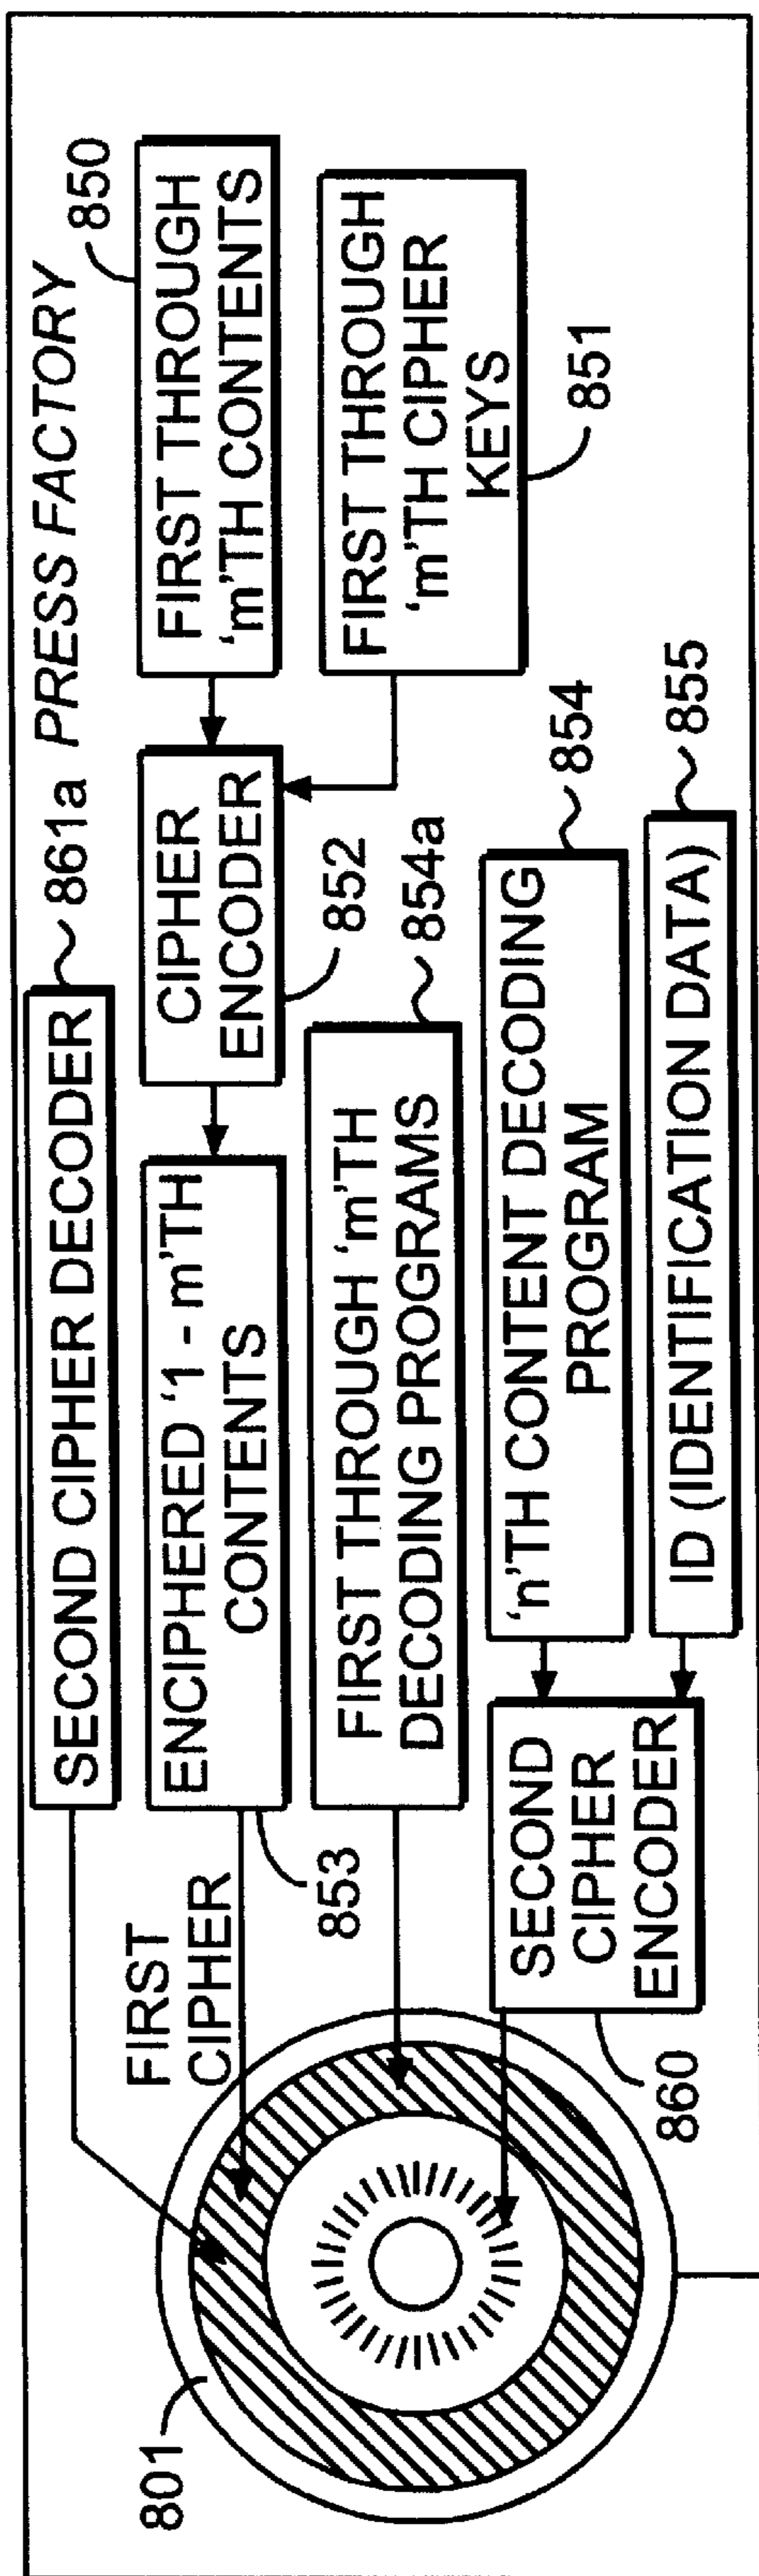 PRESS FACTORY
861a
SECOND CIPHER DECODER
850
FIRST THROUGH
‘m’TH CONTENTS
CIPHER
ENCODER
852
ENCIPHERED ‘1 - m’TH
CONTENTS
853
FIRST
CIPHER
801
FIRST THROUGH
‘m’TH CIPHER
KEYS
851
854a
FIRST THROUGH ‘m’TH
DECODING PROGRAMS
854
‘n’TH CONTENT DECODING
PROGRAM
855
ID (IDENTIFICATION DATA)
SECOND
CIPHER
ENCODER
860